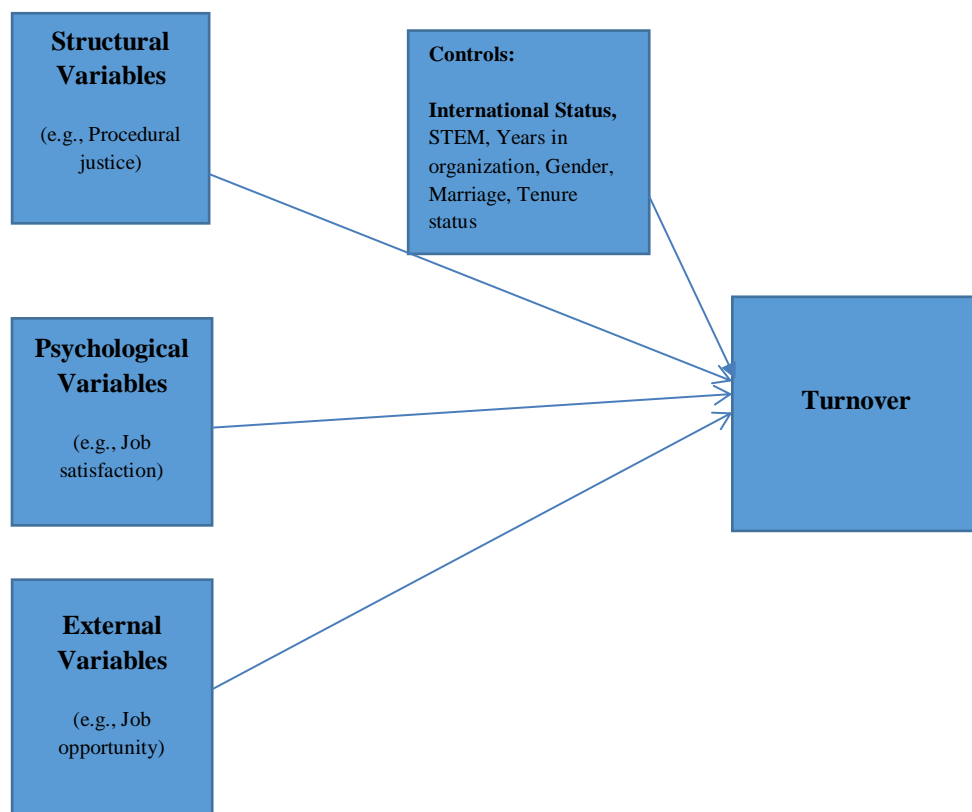 Structural
Variables
(e.g., Procedural
justice)
Controls:
International Status,
STEM, Years in
organization, Gender,
Marriage, Tenure
status
Psychological
Variables
(e.g., Job
satisfaction)
Turnover
External
Variables
(e.g., Job
opportunity)